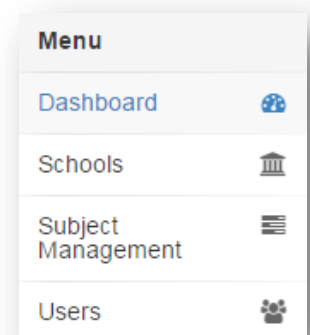 Menu
Dashboard
Schools
Subject
Management
Users